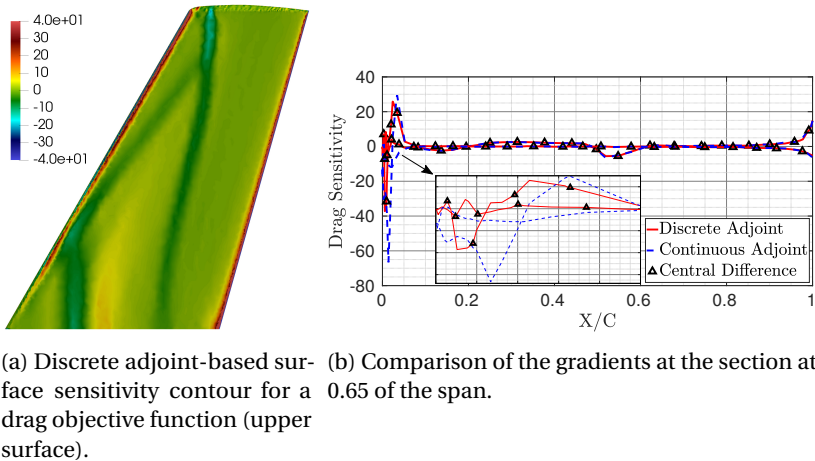 4.0e+01
30
20
10
0
-10
-20
-30
-4.0e+01
40
20
0
-20
-40
-60
-80
Drag Sensitivity
0
0.2
0.4
0.6
0.8
1
X/C
Discrete Adjoint
Continuous Adjoint
Central Difference
(a) Discrete adjoint-based sur-
face sensitivity contour for a
drag objective function (upper
surface).
(b) Comparison of the gradients at the section at
0.65 of the span.